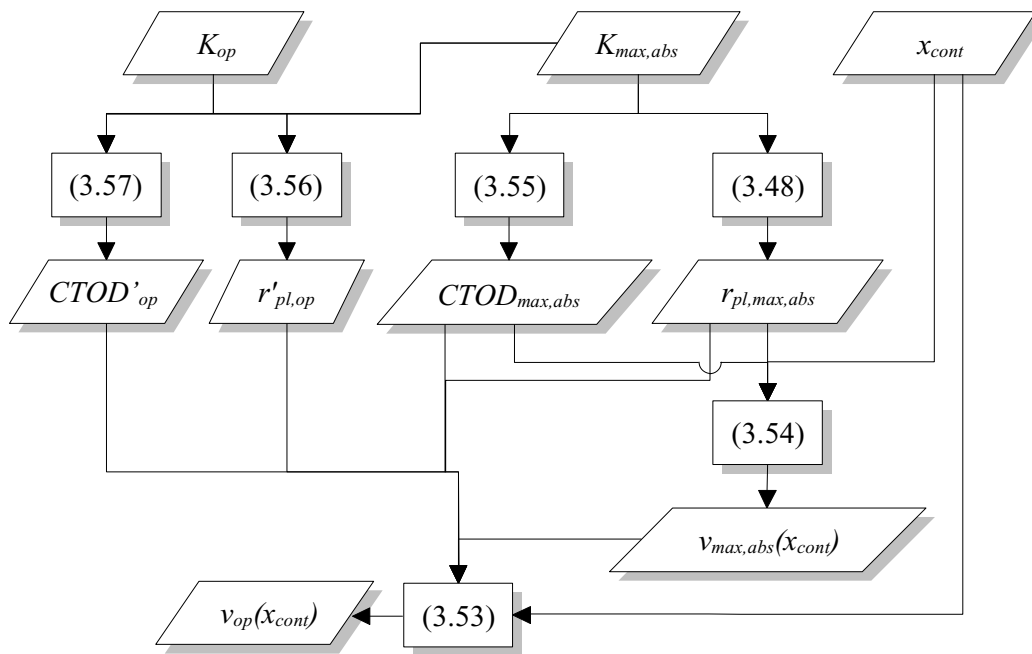 K_op
K_max,abs
x_cont
(3.57)
(3.56)
(3.55)
(3.48)
CTOD’_op
r'_pl,op
CTOD_max,abs
r_pl,max,abs
(3.54)
v_max,abs(x_cont)
v_op(x_cont)
(3.53)